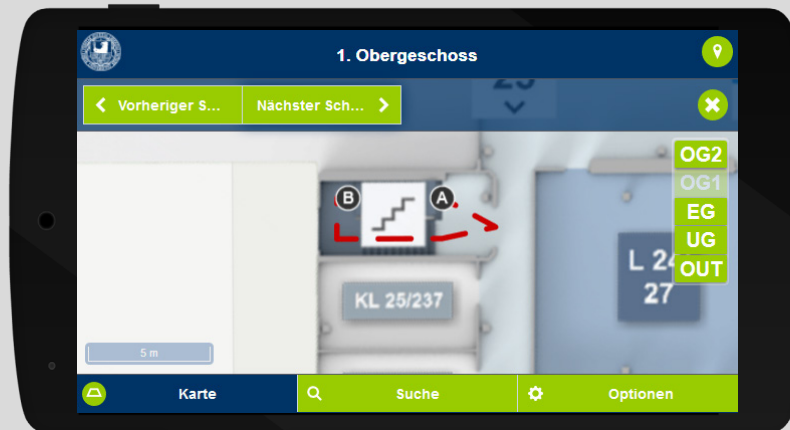 1. Obergeschoss
Vorheriger S...
Nächster Sch...
OG2
OG1
EG
UG
OUT
B
A
KL 25/237
L 24
27
5 m
Karte
Suche
Optionen